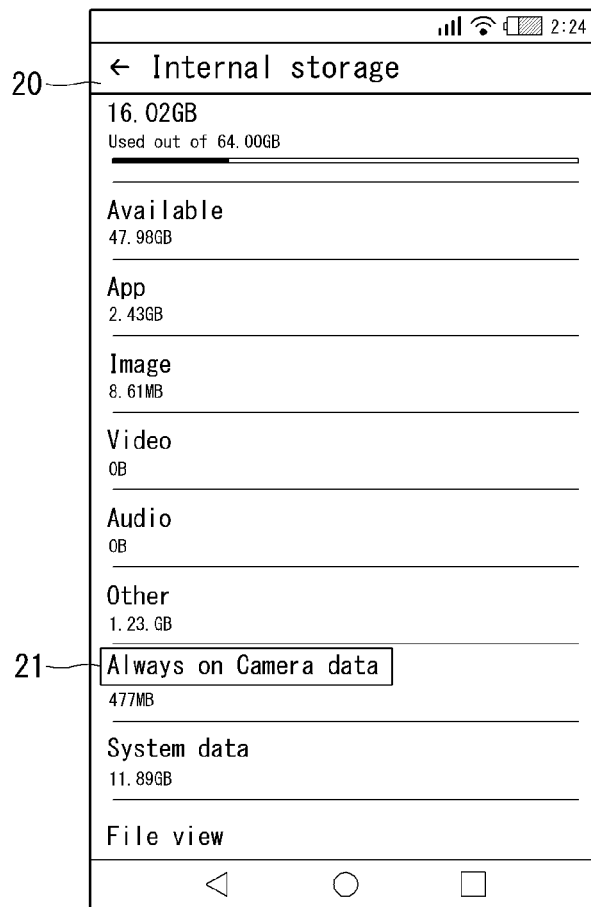 2:24
20
← Internal storage
16.02GB
Used out of 64.00GB
Available
47.98GB
App
2.43GB
Image
8.61MB
Video
0B
Audio
0B
Other
1.23.GB
21
Always on Camera data
477MB
System data
11.89GB
File view